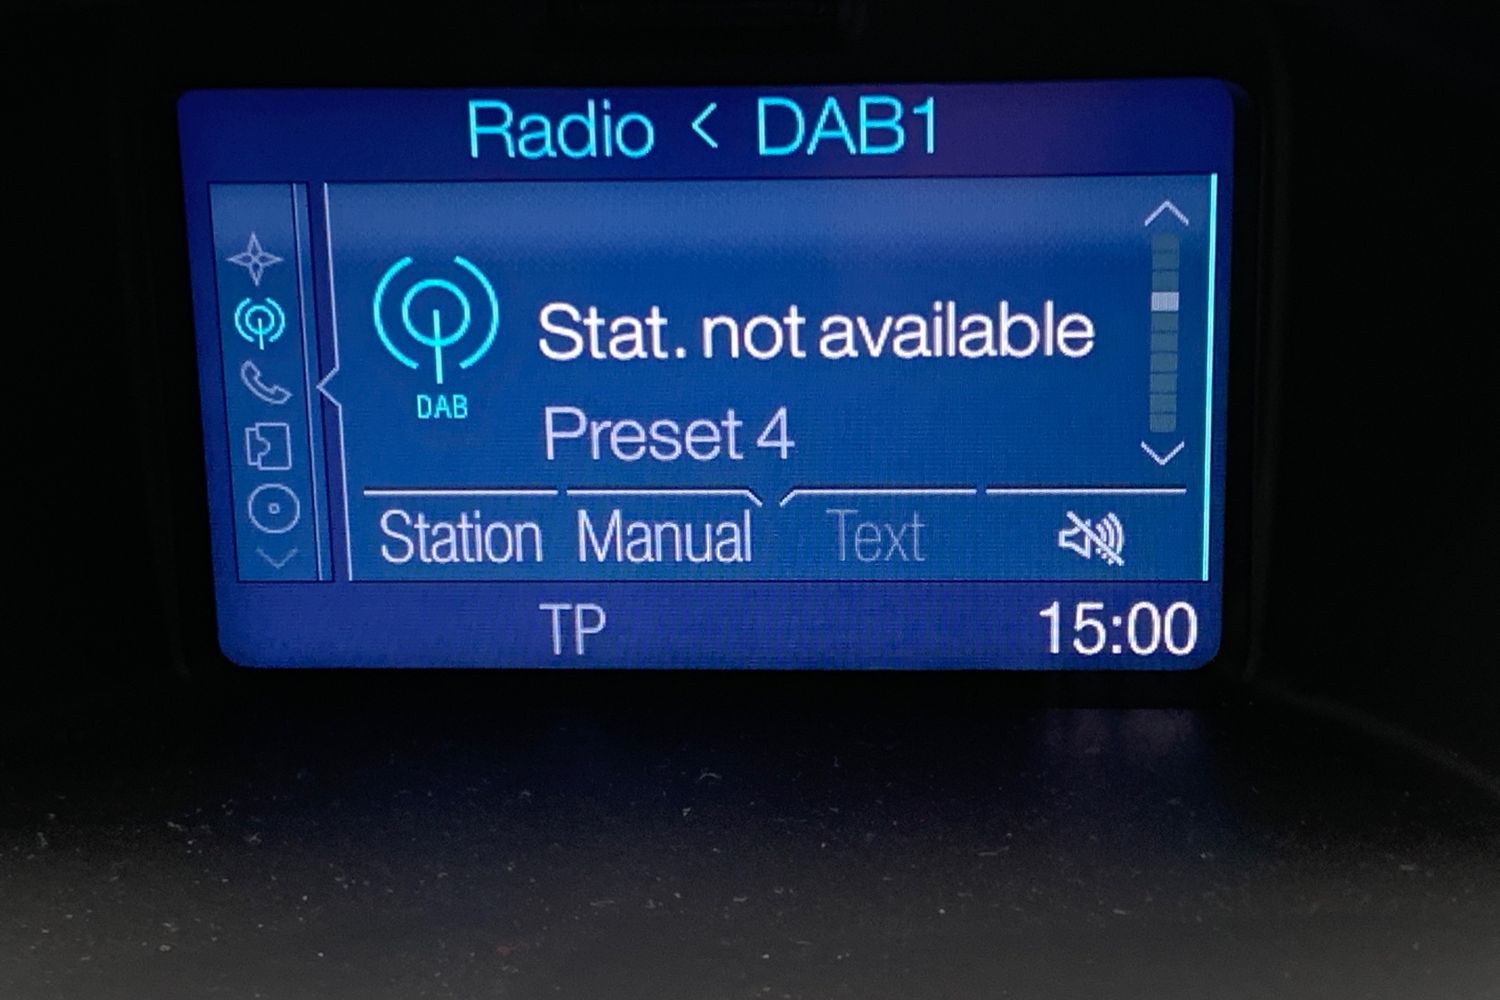 Radio < DAB1
Stat. not available
DAB
Preset 4
Station Manual Text
TP 15:00